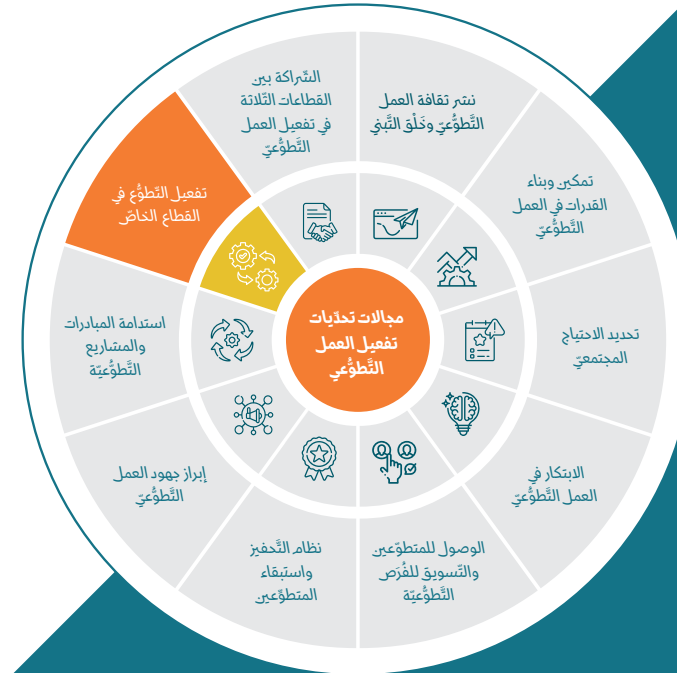 مجالات تحدّيات
تفعيل العمل
التَّطوُّعي
نشر ثقافة العمل
التَّطوُّعيّ وخَلْق التَّبني
تمكين وبناء
القدرات في العمل
التَّطوُّعيّ
تحديد الاحتياج
المجتمعيّ
الابتكار في
العمل التَّطوُّعيّ
الوصول للمتطوّعين
والتّسويق للفُرَص
التَّطوُّعيّة
نظام التَّحفيز
واستبقاء
المتطوِّعين
إبراز جهود العمل
التَّطوُّعيّ
استدامة المبادرات
والمشاريع
التَّطوُّعيّة
تفعيل التَّطوُّع في
القطاع الخاصّ
الشّراكة بين
القطاعات الثّلاثة
في تفعيل العمل
التَّطوُّعيّ